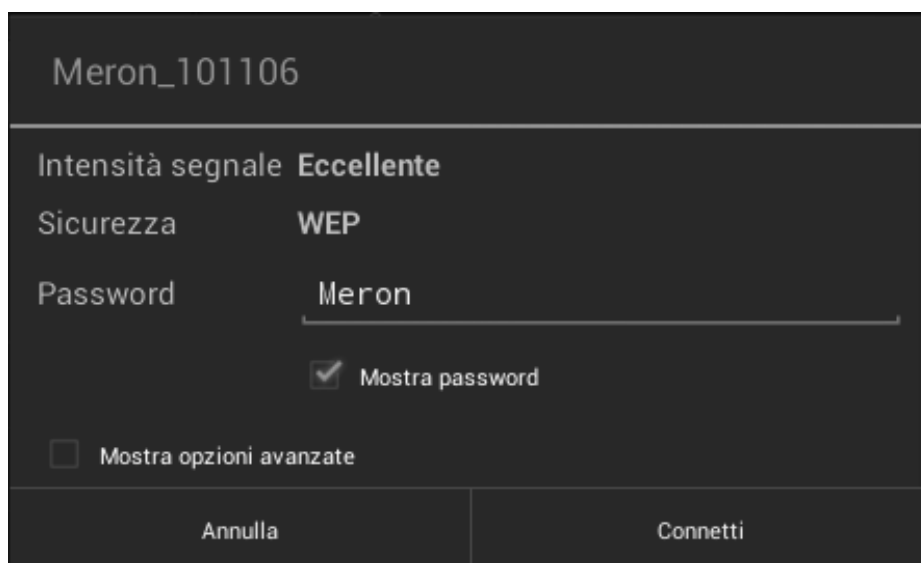 Meron_101106
Intensità segnale Eccellente
Sicurezza WEP
Password Meron
Mostra password
Mostra opzioni avanzate
Annulla Connetti